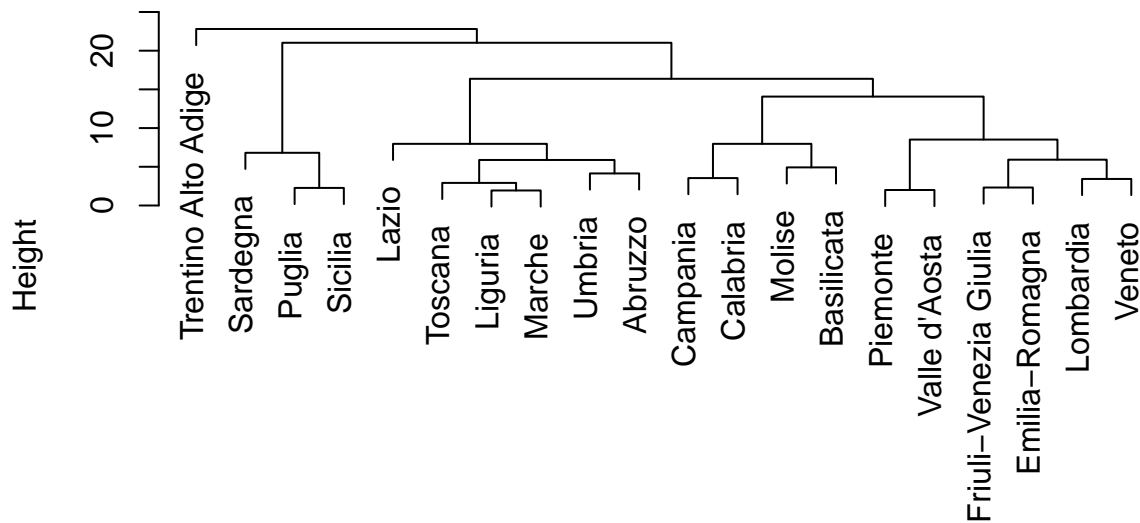 Height
0
10
20
Trentino Alto Adige
Sardegna
Puglia
Sicilia
Lazio
Toscana
Liguria
Marche
Umbria
Abruzzo
Campania
Calabria
Molise
Basilicata
Piemonte
Valle d'Aosta
Friuli−Venezia Giulia
Emilia−Romagna
Lombardia
Veneto